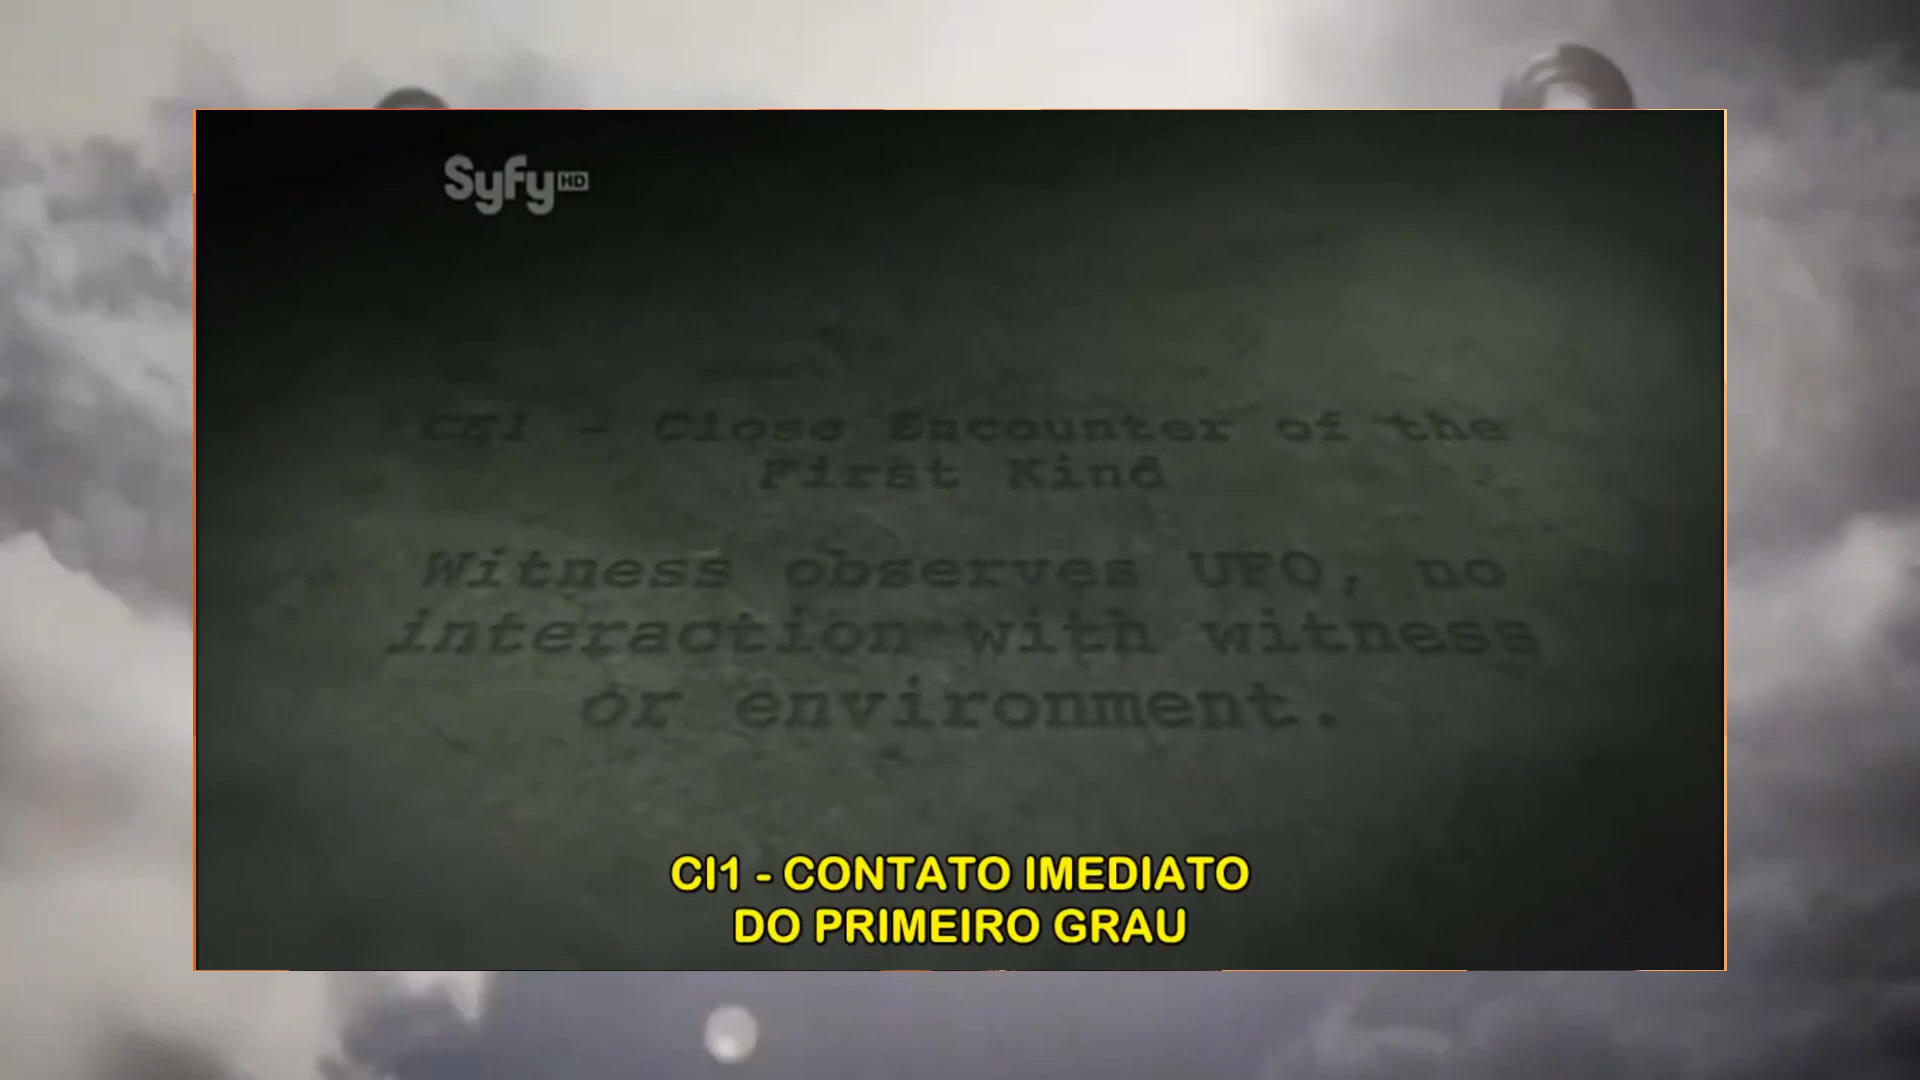 Syfy HD
CE1 - Close Encounter of the
First Kind
Witness observes UFO, no
interaction with witness
or environment.
CI1 - CONTATO IMEDIATO
DO PRIMEIRO GRAU